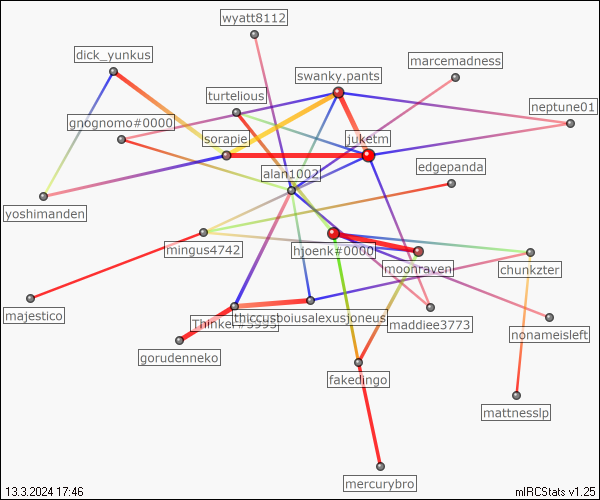 wyatt8112
dick_yunkus
marcemadness
swanky.pants
turtelious
neptune01
gnognomo#0000
sorapie
juketm
edgepanda
alan1002
yoshimanden
mingus4742
hjoenk#0000
moonraven
chunkzter
majestico
Thinker#5995
thiccusboiusalexusjoneus
maddiee3773
nonameisleft
gorudenneko
fakedingo
mattnesslp
mercurybro
13.3.2024 17:46
mIRCStats v1.25